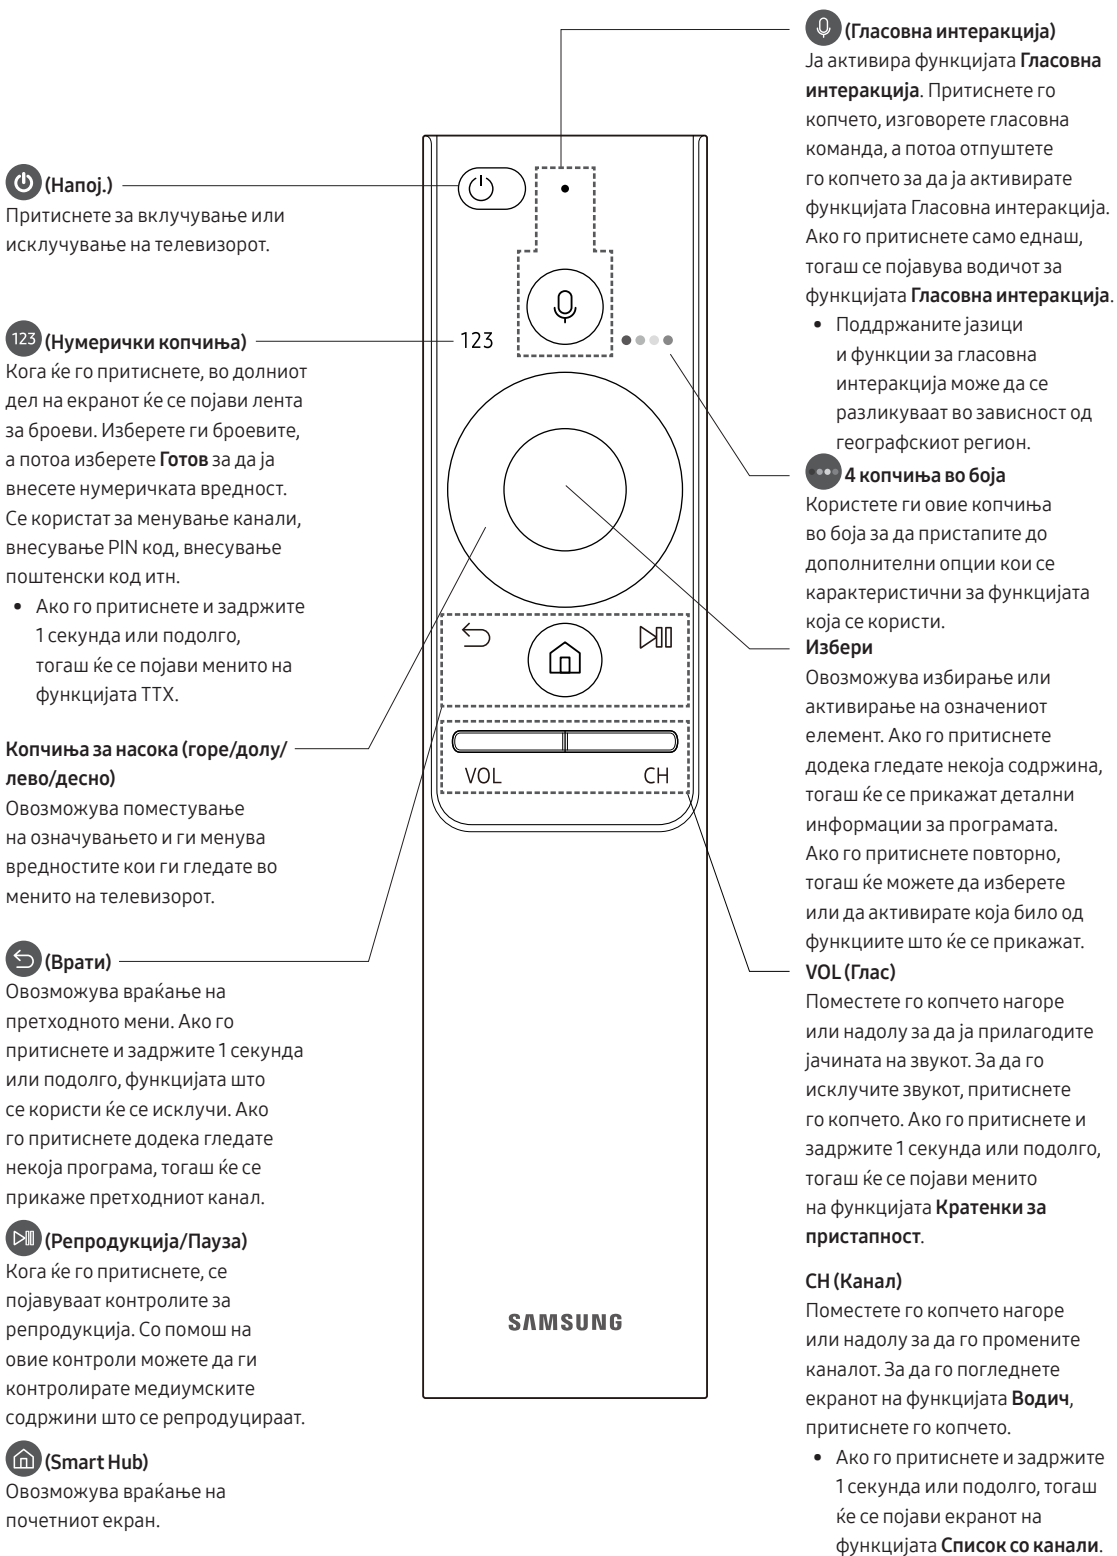 (Напој.)
Притиснете за вклучување или
исклучување на телевизорот.
123 (Нумерички копчиња)
Кога ќе го притиснете, во долниот
дел на екранот ќе се појави лента
за броеви. Изберете ги броевите,
а потоа изберете Готов за да ја
внесете нумеричката вредност.
Се користат за менување канали,
внесување PIN код, внесување
поштенски код итн.
• Ако го притиснете и задржите
1 секунда или подолго,
тогаш ќе се појави менито на
функцијата TTX.
Копчиња за насока (горе/долу/
лево/десно)
Овозможува поместување
на означувањето и ги менува
вредностите кои ги гледате во
менито на телевизорот.
(Врати)
Овозможува враќање на
претходното мени. Ако го
притиснете и задржите 1 секунда
или подолго, функцијата што
се користи ќе се исклучи. Ако
го притиснете додека гледате
некоја програма, тогаш ќе се
прикаже претходниот канал.
(Репродукција/Пауза)
Кога ќе го притиснете, се
појавуваат контролите за
репродукција. Со помош на
овие контроли можете да ги
контролирате медиумските
содржини што се репродуцираат.
(Smart Hub)
Овозможува враќање на
почетниот екран.
123
VOL
CH
SAMSUNG
(Гласовна интеракција)
Ја активира функцијата Гласовна
интеракција. Притиснете го
копчето, изговорете гласовна
команда, а потоа отпуштете
го копчето за да ја активирате
функцијата Гласовна интеракција.
Ако го притиснете само еднаш,
тогаш се појавува водичот за
функцијата Гласовна интеракција.
• Поддржаните јазици
и функции за гласовна
интеракција може да се
разликуваат во зависност од
географскиот регион.
4 копчиња во боја
Користете ги овие копчиња
во боја за да пристапите до
дополнителни опции кои се
карактеристични за функцијата
која се користи.
Избери
Овозможува избирање или
активирање на означениот
елемент. Ако го притиснете
додека гледате некоја содржина,
тогаш ќе се прикажат детални
информации за програмата.
Ако го притиснете повторно,
тогаш ќе можете да изберете
или да активирате која било од
функциите што ќе се прикажат.
VOL (Глас)
Поместете го копчето нагоре
или надолу за да ја прилагодите
јачината на звукот. За да го
исклучите звукот, притиснете
го копчето. Ако го притиснете и
задржите 1 секунда или подолго,
тогаш ќе се појави менито
на функцијата Кратенки за
пристапност.
CH (Канал)
Поместете го копчето нагоре
или надолу за да го промените
каналот. За да го погледнете
екранот на функцијата Водич,
притиснете го копчето.
• Ако го притиснете и задржите
1 секунда или подолго, тогаш
ќе се појави екранот на
функцијата Список со канали.